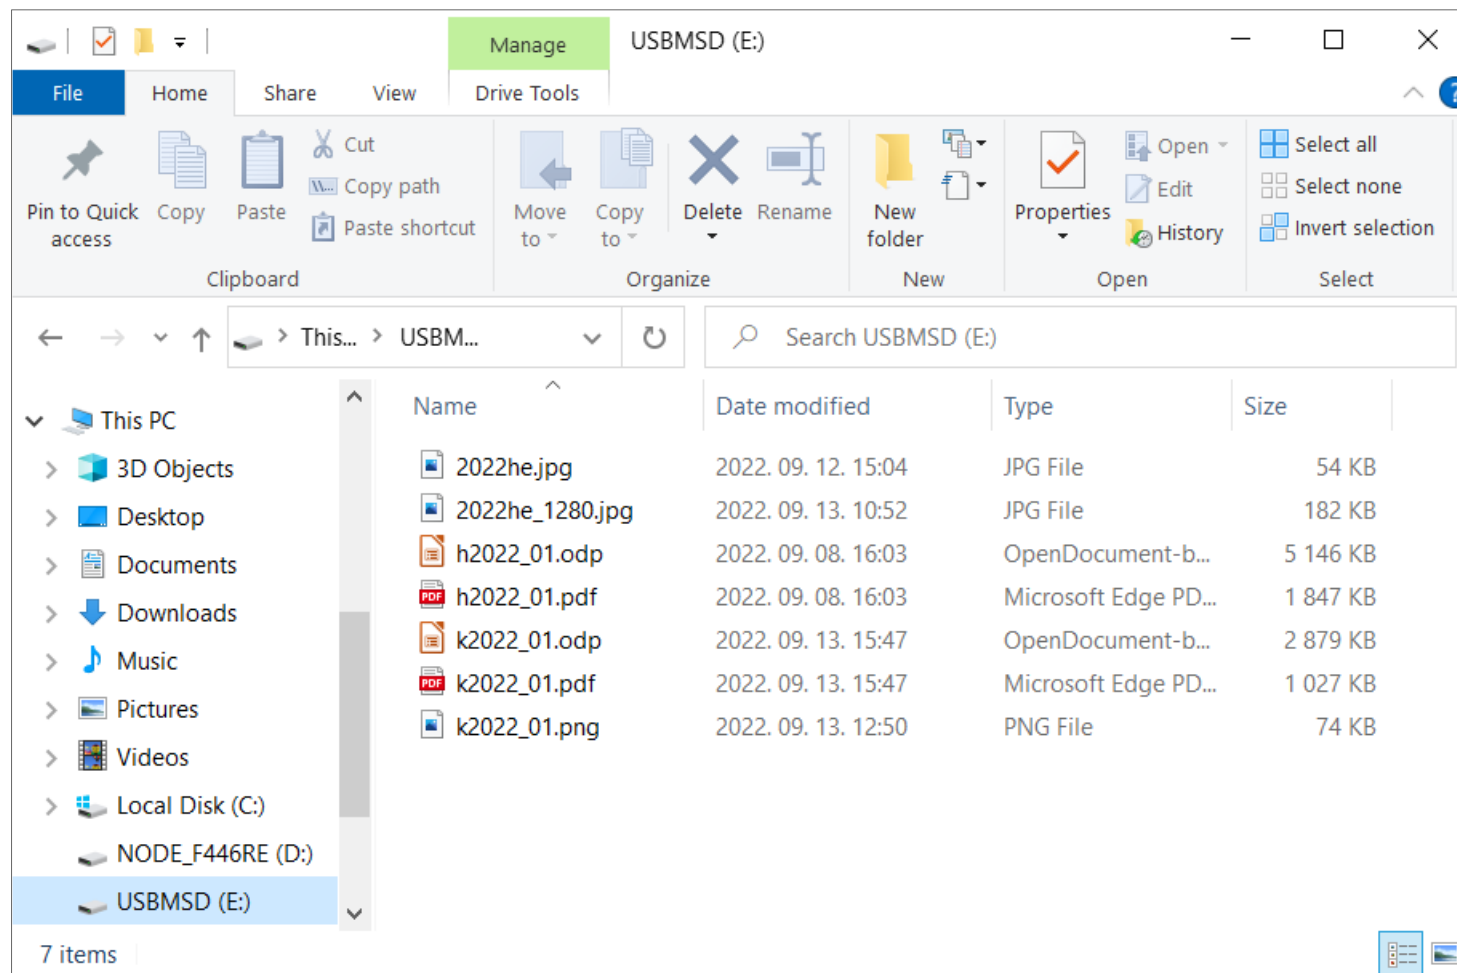 Manage USBMSD (E:)
File Home Share View Drive Tools ?
Pin to Quick access
Copy
Paste
Cut
Copy path
Paste shortcut
Clipboard
Move to
Copy to
Delete
Rename
Organize
New folder
New
Properties
Open
Edit
History
Open
Select all
Select none
Invert selection
Select
This... USBM... Search USBMSD (E:)
This PC
3D Objects
Desktop
Documents
Downloads
Music
Pictures
Videos
Local Disk (C:)
NODE_F446RE (D:)
USBMSD (E:)
Name Date modified Type Size
2022he.jpg 2022. 09. 12. 15:04 JPG File 54 KB
2022he_1280.jpg 2022. 09. 13. 10:52 JPG File 182 KB
h2022_01.odp 2022. 09. 08. 16:03 OpenDocument-b... 5 146 KB
PDF h2022_01.pdf 2022. 09. 08. 16:03 Microsoft Edge PD... 1 847 KB
k2022_01.odp 2022. 09. 13. 15:47 OpenDocument-b... 2 879 KB
PDF k2022_01.pdf 2022. 09. 13. 15:47 Microsoft Edge PD... 1 027 KB
k2022_01.png 2022. 09. 13. 12:50 PNG File 74 KB
7 items